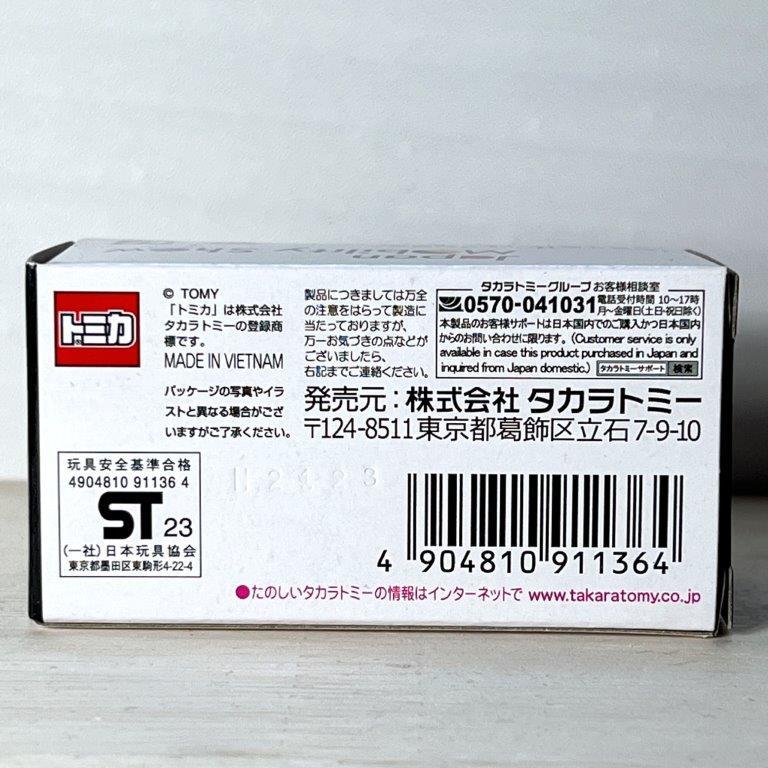 Japan
Mobility Show
トミカ
© TOMY
「トミカ」は株式会社
タカラトミーの登録商
標です。
MADE IN VIETNAM
パッケージの写真やイラ
ストと異なる場合がござ
いますがご了承ください。
製品につきましては万全
の注意をはらって製造に
当たっておりますが、
万一お気づきの点などが
ございましたら、
右記までご連絡ください。
タカラトミーグループ お客様相談室
0570-041031 電話受付時間 10〜17時
月〜金曜日(土・日・祝日除く)
本製品のお客様サポートは日本国内でのご購入かつ日本国内
からのお問い合わせに限ります。(Customer service is only
available in case this product purchased in Japan and
inquired from Japan domestic.) タカラトミーサポート 検索
発売元:株式会社 タカラトミー
〒124-8511 東京都葛飾区立石7-9-10
玩具安全基準合格
4904810 91136 4
ST 23
(一社)日本玩具協会
東京都墨田区東駒形4-22-4
4 904810 911364
●たのしいタカラトミーの情報はインターネットで www.takaratomy.co.jp